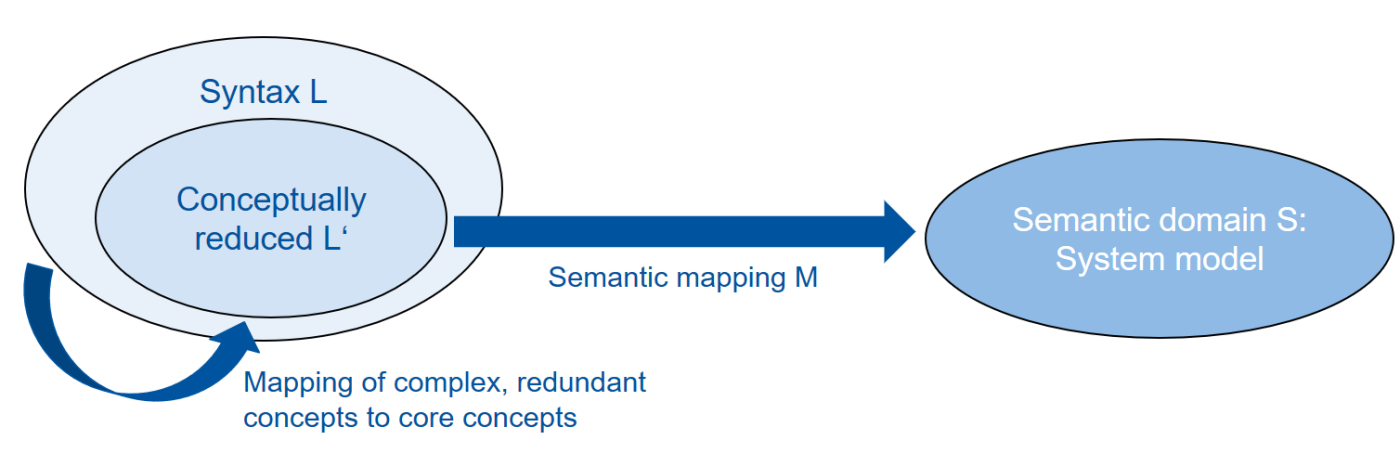 Syntax L
Conceptually
reduced L‘
Semantic mapping M
Semantic domain S:
System model
Mapping of complex, redundant
concepts to core concepts